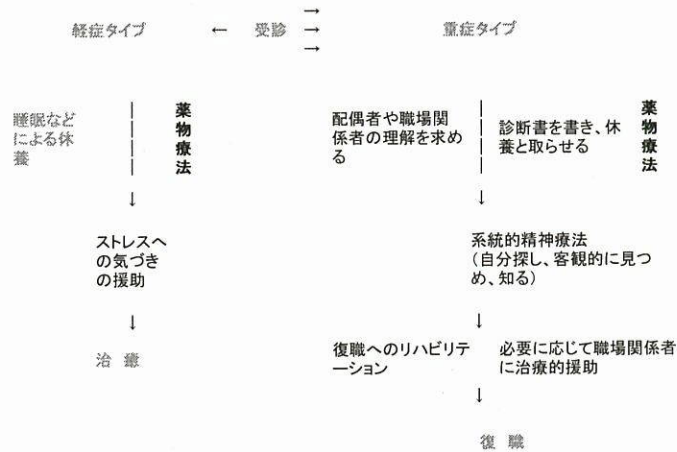 経症タイプ ← 受診 → 重症タイプ
→
→
睡眠など
による休
養
薬物療法
配偶者や職場関
係者の理解を求め
る
診断書を書き、休
養と取らせる
薬物療法
↓
↓
ストレスへ
の気づき
の援助
系統的精神療法
(自分探し、客観的に見つ
め、知る)
↓
↓
治 癒
復職へのリハビリテ
ーション
必要に応じて職場関係者
に治療的援助
↓
復 職